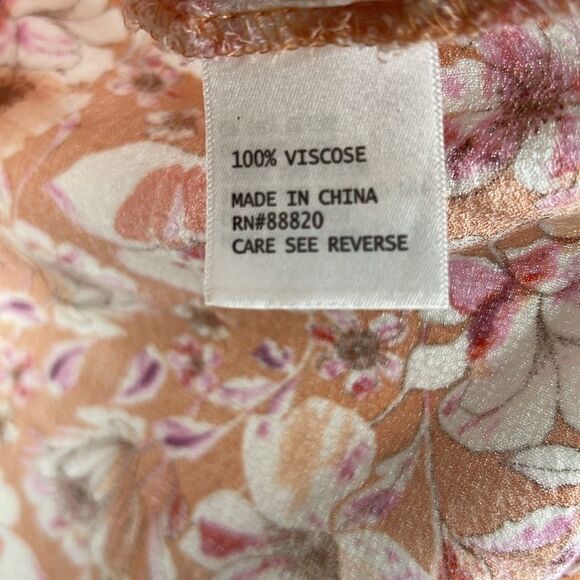 100% VISCOSE
MADE IN CHINA
RN#88820
CARE SEE REVERSE